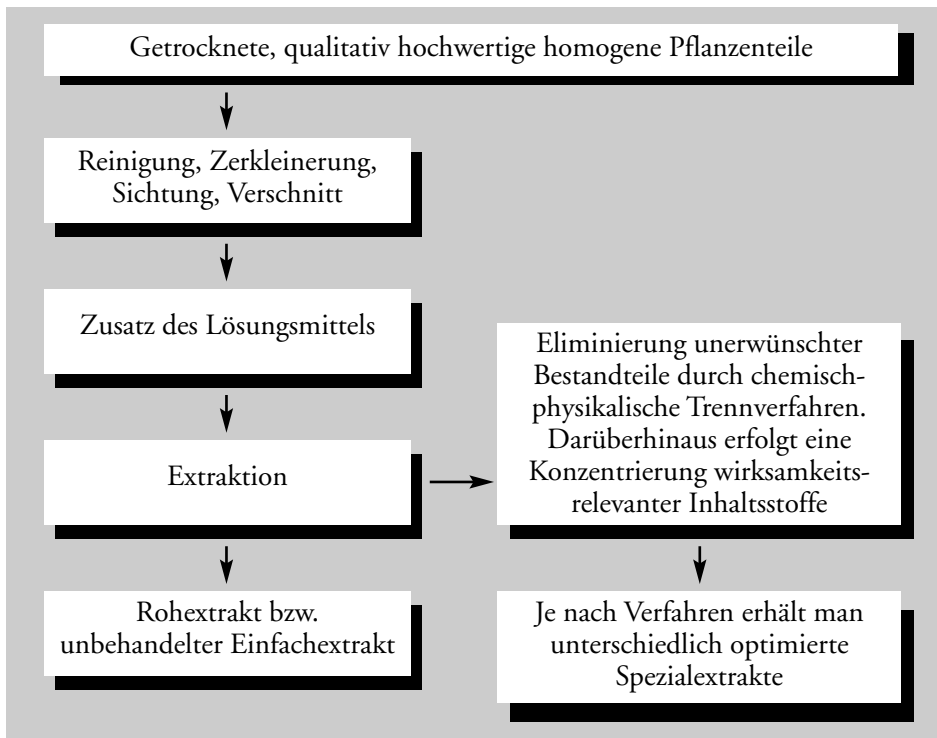 Getrocknete, qualitativ hochwertige homogene Pflanzenteile
Reinigung, Zerkleinerung,
Sichtung, Verschnitt
Zusatz des Lösungsmittels
Extraktion
Rohextrakt bzw.
unbehandelter Einfachextrakt
Eliminierung unerwünschter
Bestandteile durch chemisch-
physikalische Trennverfahren.
Darüberhinaus erfolgt eine
Konzentrierung wirksamkeits-
relevanter Inhaltsstoffe
Je nach Verfahren erhält man
unterschiedlich optimierte
Spezialextrakte